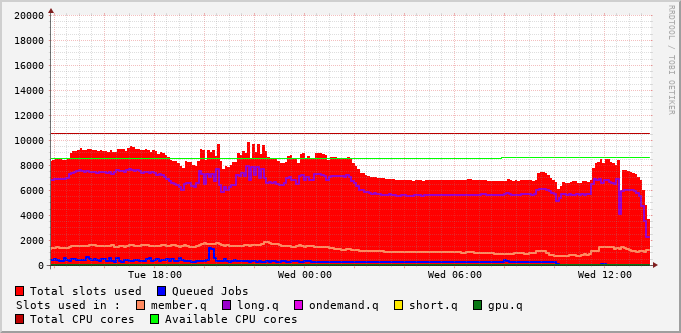 20000
18000
16000
14000
12000
10000
8000
6000
4000
2000
0
Tue 18:00 Wed 00:00 Wed 06:00 Wed 12:00
RRDTOOL / TOBI OETIKER
Total slots used Queued Jobs
Slots used in : member.q long.q ondemand.q short.q gpu.q
Total CPU cores Available CPU cores